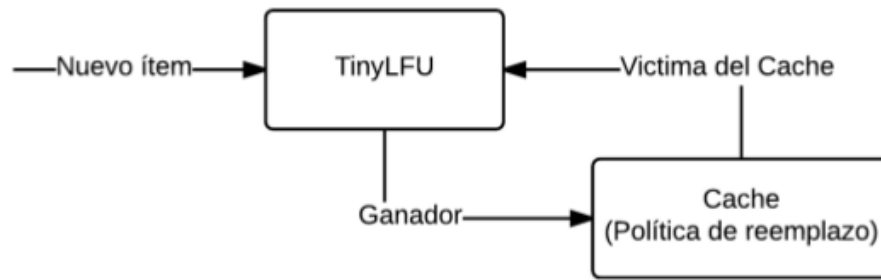 Nuevo ítem
TinyLFU
Victima del Cache
Ganador
Cache
(Política de reemplazo)